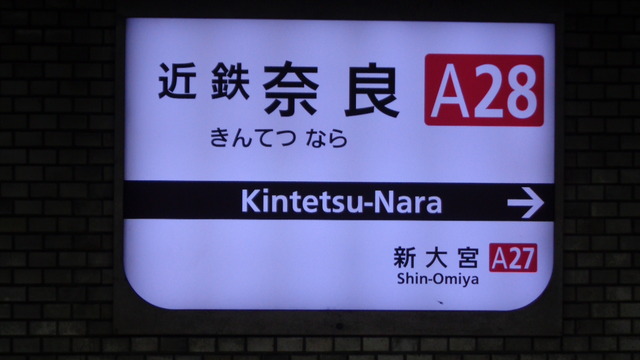 近鉄奈良 A28
きんてつ なら
Kintetsu-Nara →
新大宮 A27
Shin-Omiya